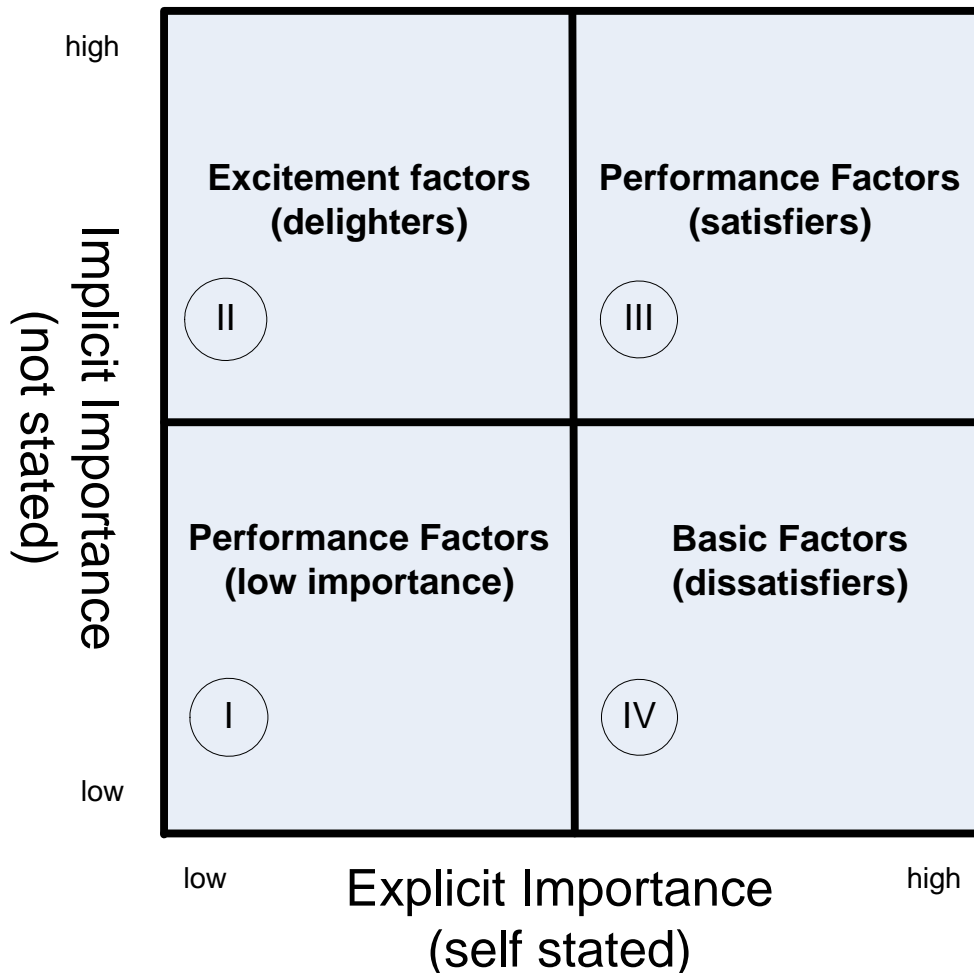 high
Excitement factors
(delighters)
Performance Factors
(satisfiers)
II
III
Implicit Importance
(not stated)
Performance Factors
(low importance)
Basic Factors
(dissatisfiers)
I
IV
low
low
high
Explicit Importance
(self stated)